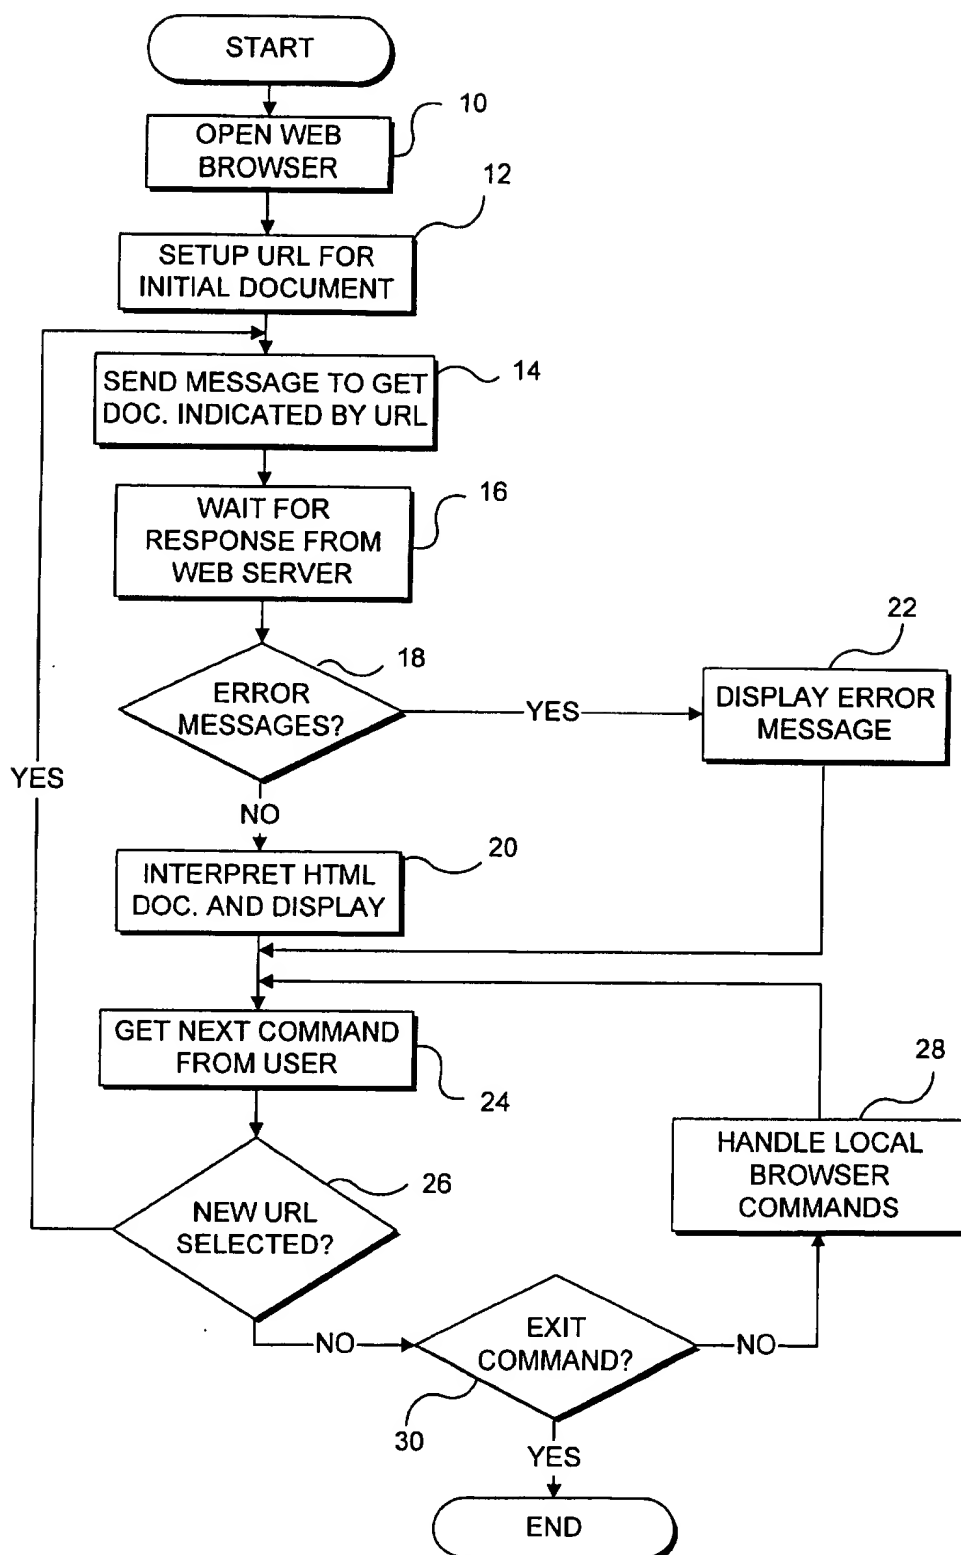 START
10
OPEN WEB
BROWSER
12
SETUP URL FOR
INITIAL DOCUMENT
14
SEND MESSAGE TO GET
DOC. INDICATED BY URL
16
WAIT FOR
RESPONSE FROM
WEB SERVER
18
ERROR
MESSAGES?
YES
22
DISPLAY ERROR
MESSAGE
YES
NO
20
INTERPRET HTML
DOC. AND DISPLAY
GET NEXT COMMAND
FROM USER
24
28
HANDLE LOCAL
BROWSER
COMMANDS
26
NEW URL
SELECTED?
NO
EXIT
COMMAND?
NO
30
YES
END